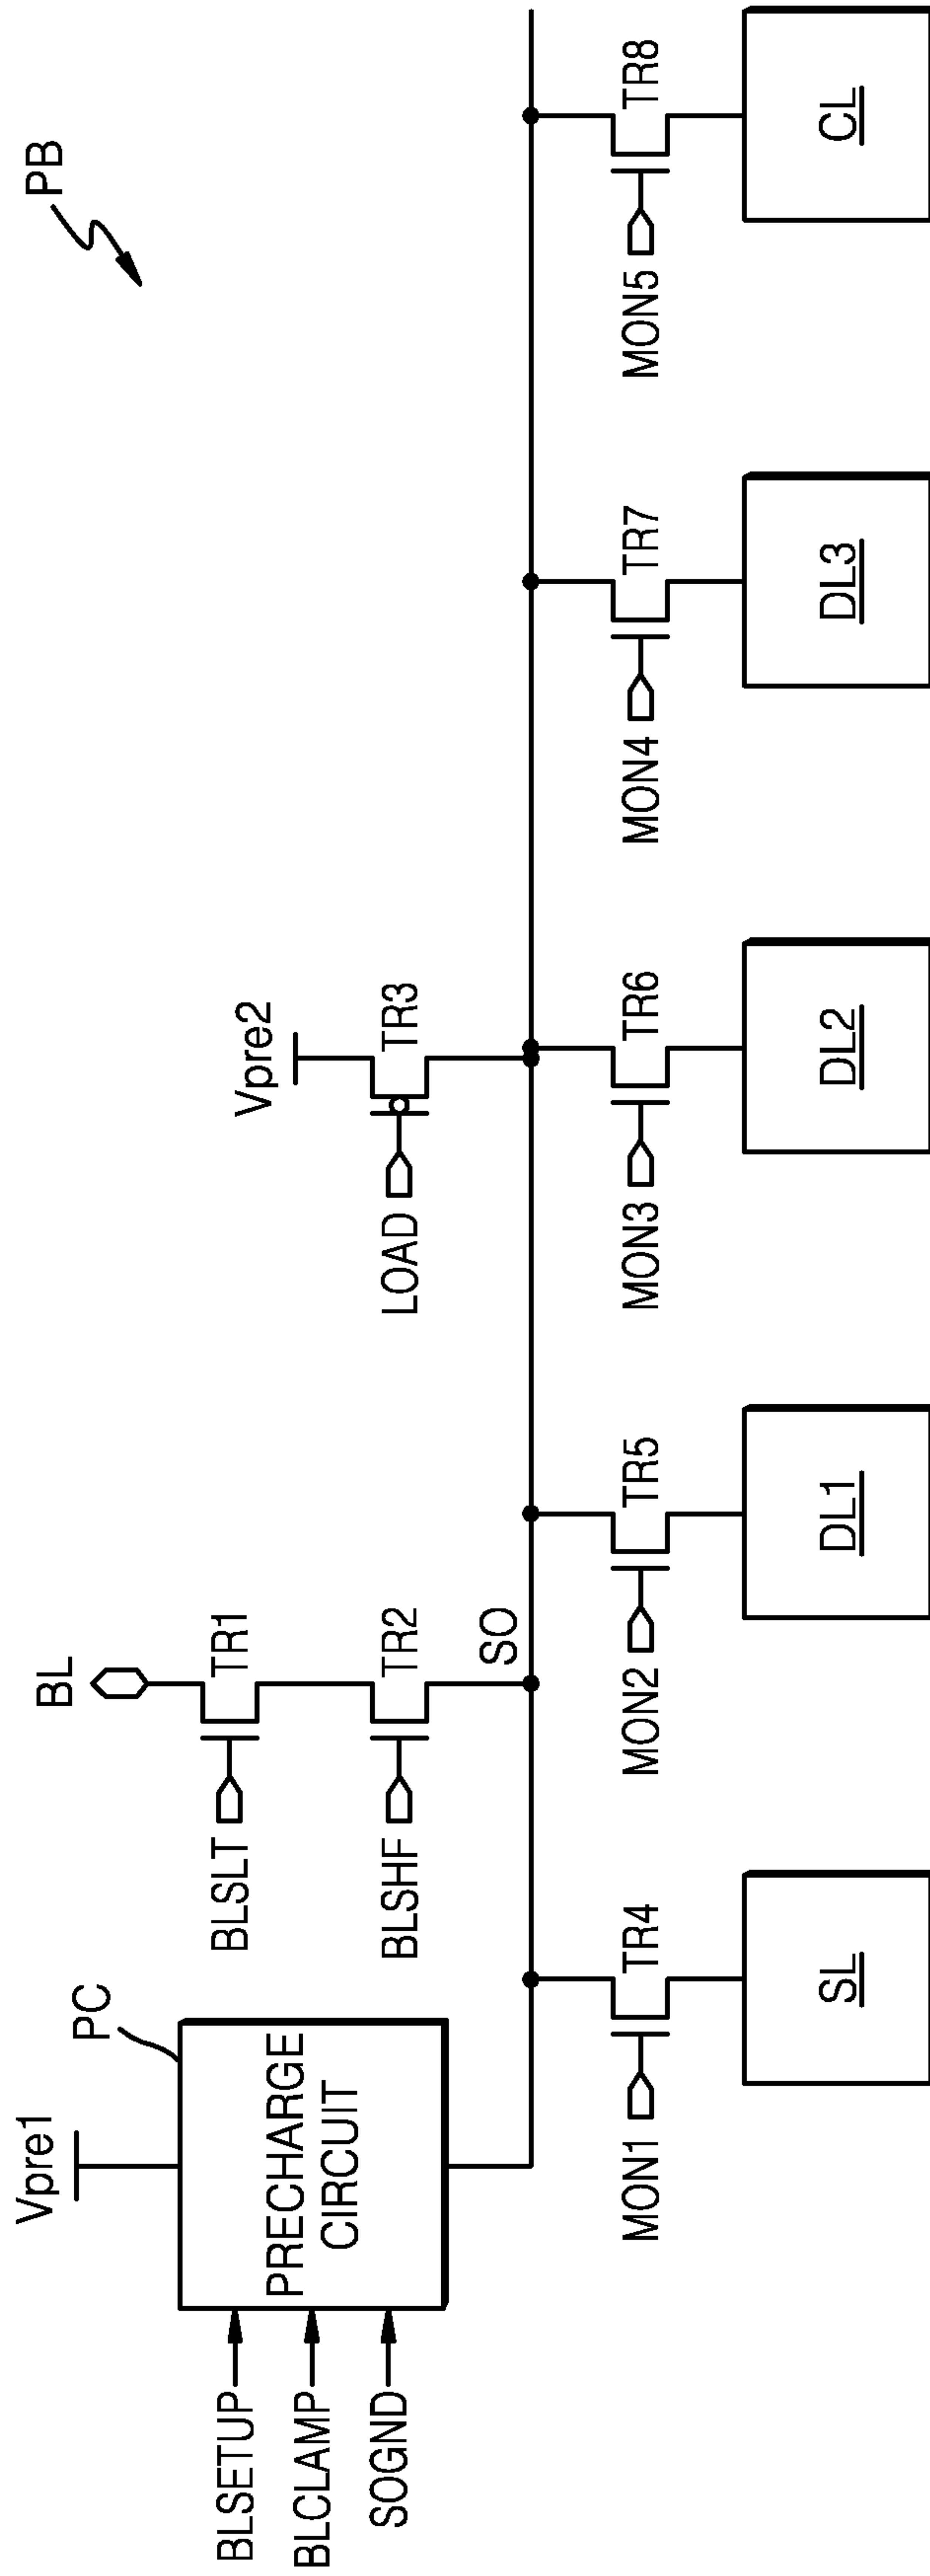 PB
Vpre1
PC
PRECHARGE
CIRCUIT
BLSETUP
BLCLAMP
SOGND
BL
BLSLT
TR1
BLSHF
TR2
SO
Vpre2
LOAD
TR3
MON1
TR4
SL
MON2
TR5
DL1
MON3
TR6
DL2
MON4
TR7
DL3
MON5
TR8
CL